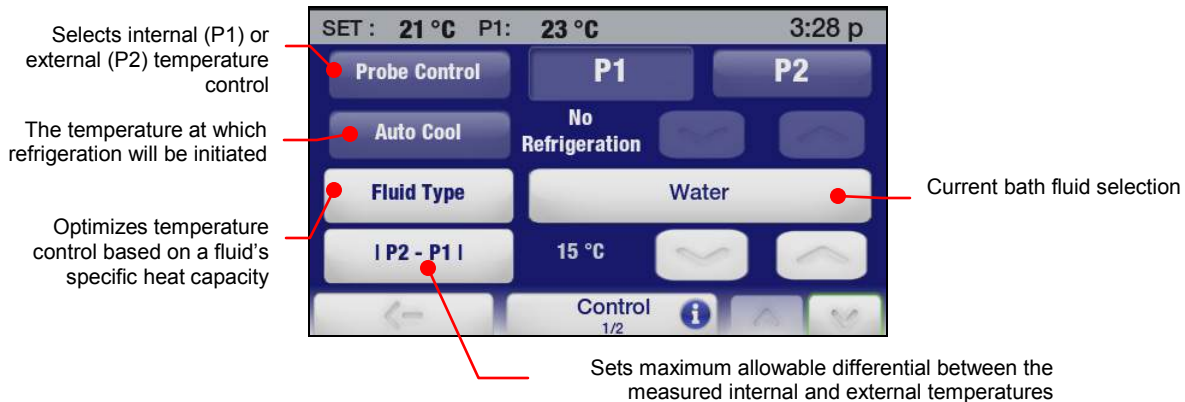 Selects internal (P1) or
external (P2) temperature
control
The temperature at which
refrigeration will be initiated
Optimizes temperature
control based on a fluid's
specific heat capacity
SET : 21 °C P1: 23 °C 3:28 p
Probe Control P1 P2
Auto Cool
No
Refrigeration
Fluid Type Water
I P2 - P1 I 15 °C
Control
1/2
i
Current bath fluid selection
Sets maximum allowable differential between the
measured internal and external temperatures